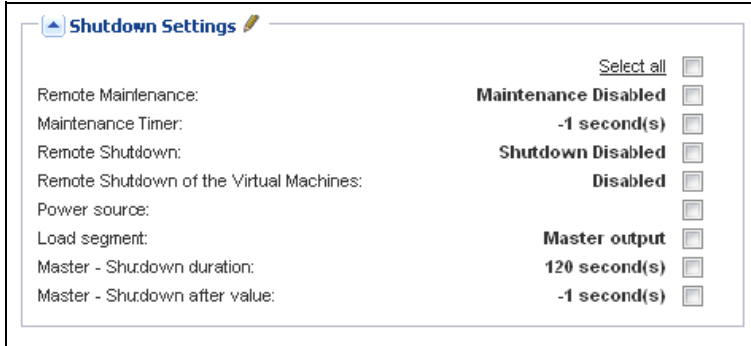 Shutdown Settings
Select all
Remote Maintenance: Maintenance Disabled
Maintenance Timer: -1 second(s)
Remote Shutdown: Shutdown Disabled
Remote Shutdown of the Virtual Machines: Disabled
Power source:
Load segment: Master output
Master - Shutdown duration: 120 second(s)
Master - Shutdown after value: -1 second(s)